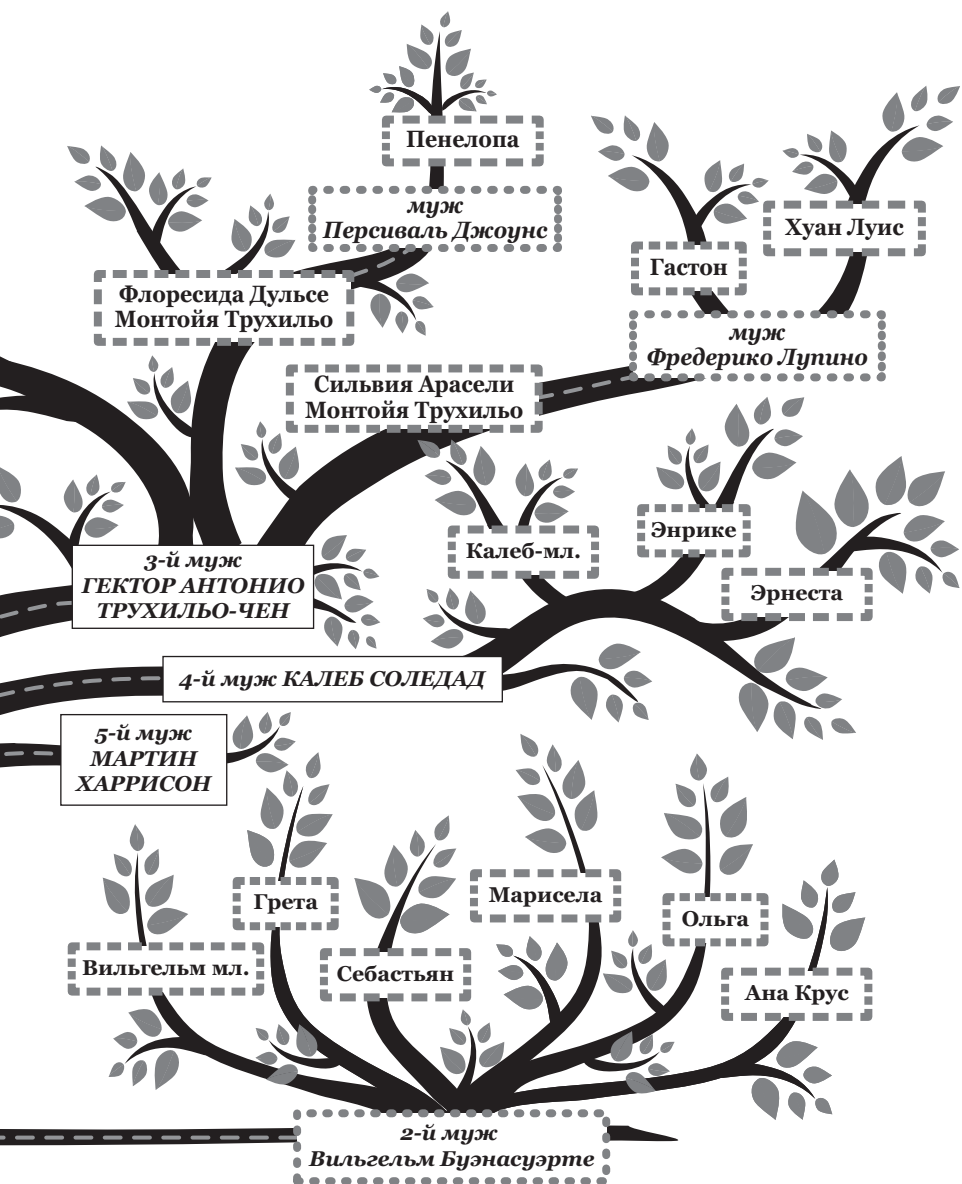 Пенелопа
муж
Персиваль Джоунс
Хуан Луис
Гастон
Флоресида Дульсе
Монтойя Трухильо
муж
Фредерико Лупино
Сильвия Арасели
Монтойя Трухильо
Энрике
Калеб-мл.
Эрнеста
3-й муж
ГЕКТОР АНТОНИО
ТРУХИЛЬО-ЧЕН
4-й муж КАЛЕБ СОЛЕДАД
5-й муж
МАРТИН
ХАРРИСОН
Грета
Марисела
Ольга
Вильгельм мл.
Себастьян
Ана Крус
2-й муж
Вильгельм Буэнасуэрте